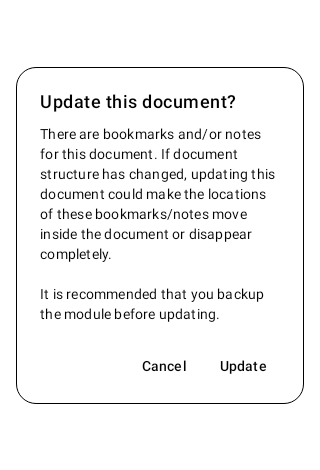 Update this document?
There are bookmarks and/or notes
for this document. If document
structure has changed, updating this
document could make the locations
of these bookmarks/notes move
inside the document or disappear
completely.
It is recommended that you backup
the module before updating.
Cancel Update